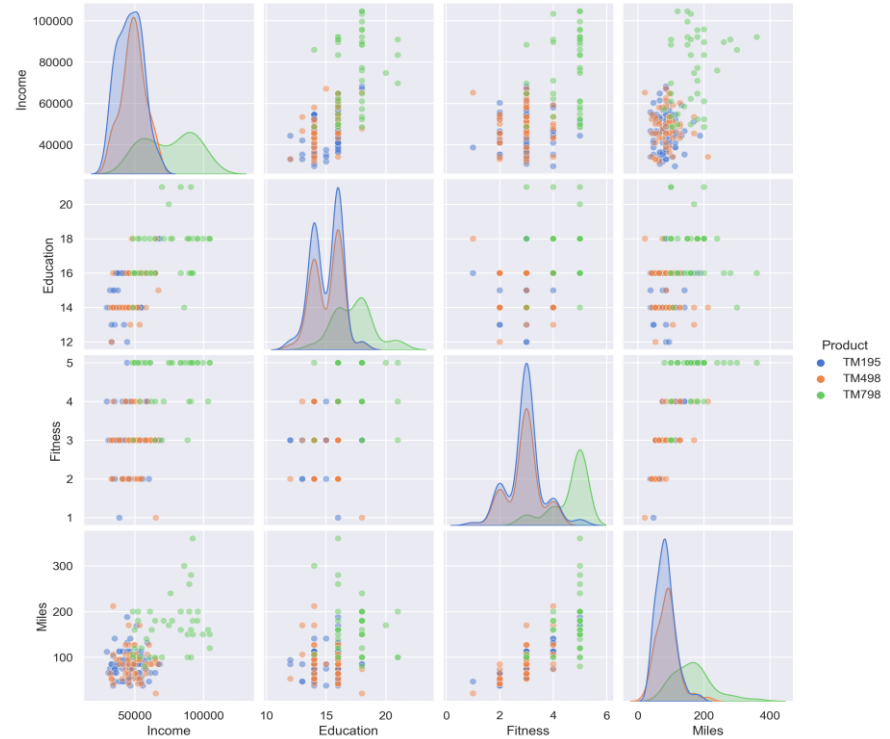 100000
80000
60000
40000
Income
20
18
16
14
12
Education
Product
TM195
TM498
TM798
5
4
3
2
1
Fitness
300
200
100
Miles
50000 100000
10 15 20
0 2 4 6
0 200 400
Income
Education
Fitness
Miles